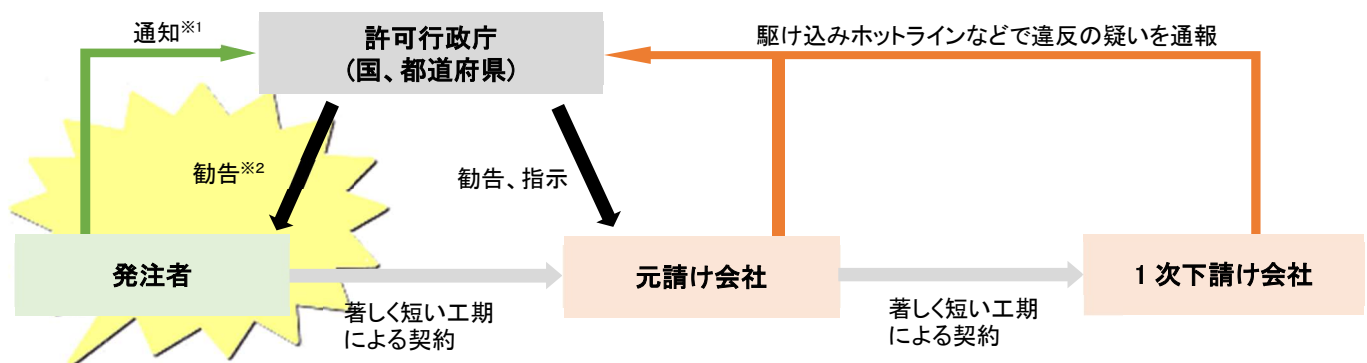 通知※1
許可行政庁
(国、都道府県)
駆け込みホットラインなどで違反の疑いを通報
勧告※2
勧告、指示
発注者
元請け会社
1次下請け会社
著しく短い工期
による契約
著しく短い工期
による契約